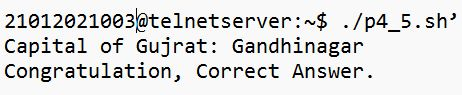 21012021003@telnetserver:~$ ./p4_5.sh’
Capital of Gujrat: Gandhinagar
Congratulation, Correct Answer.